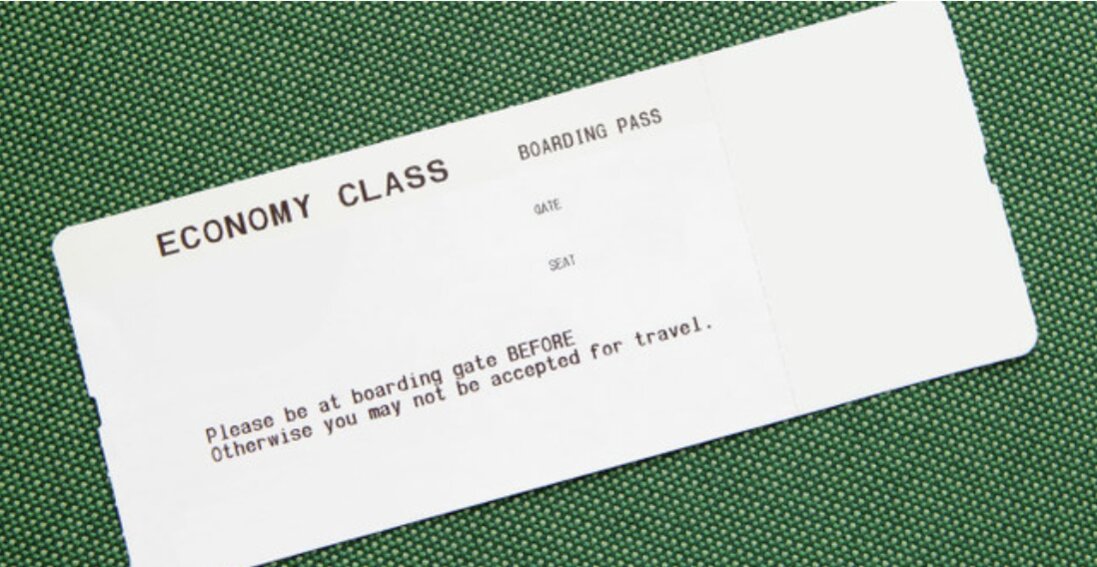 ECONOMY CLASS
BOARDING PASS
GATE
SEAT
Please be at boarding gate BEFORE
Otherwise you may not be accepted for travel.